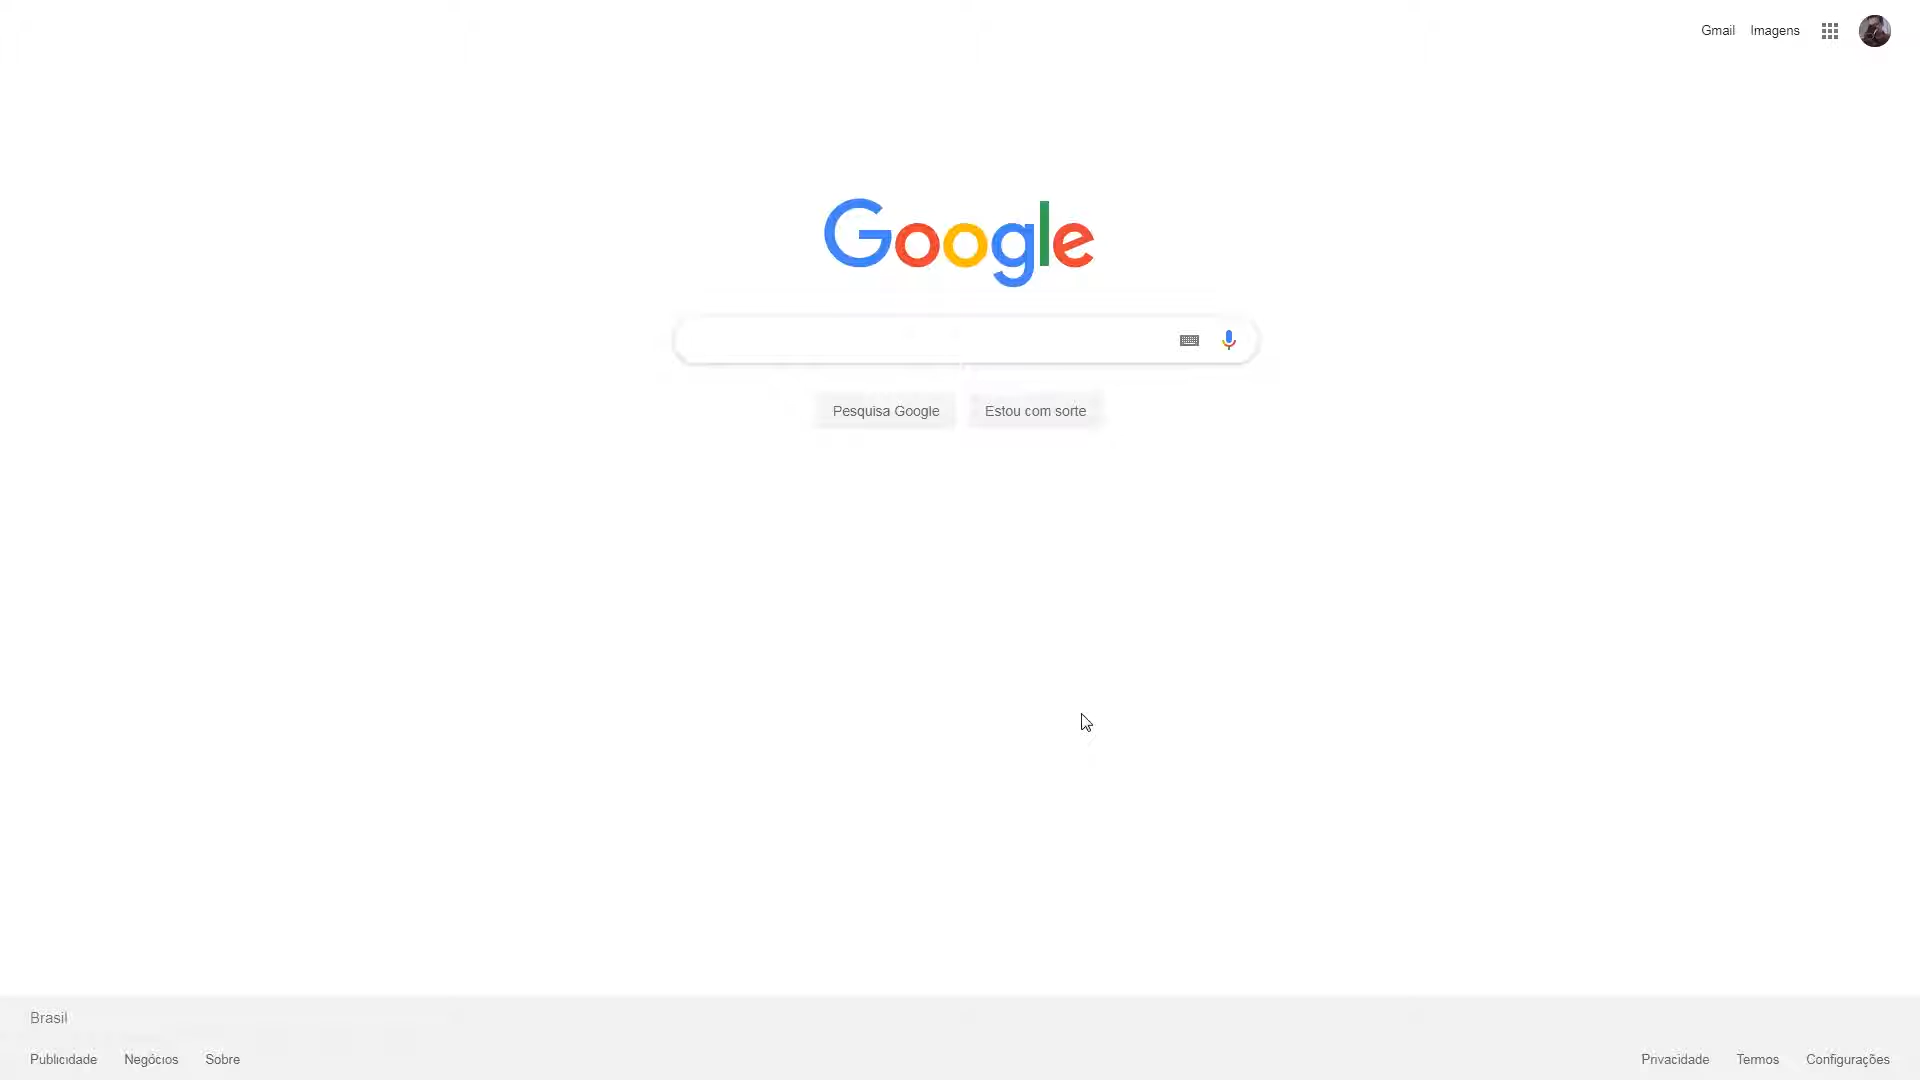 Gmail Imagens
Google
Pesquisa Google Estou com sorte
Brasil
Publicidade Negócios Sobre Privacidade Termos Configurações